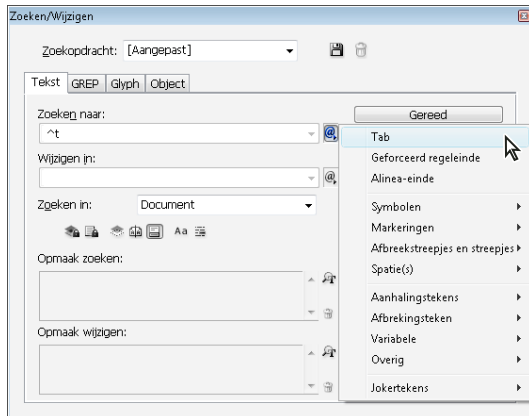 Zoeken/Wijzigen
Zoekopdracht: [Aangepast]
Tekst GREP Glyph Object
Zoeken naar:
^t
@
Gereed
Wijzigen in:
@
Zoeken in: Document
Aa
Opmaak zoeken:
Opmaak wijzigen:
Tab
Geforceerd regeleinde
Alinea-einde
Symbolen
Markeringen
Afbreekstreepjes en streepjes
Spatie(s)
Aanhalingstekens
Afbrekingsteken
Variabele
Overig
Jokertekens